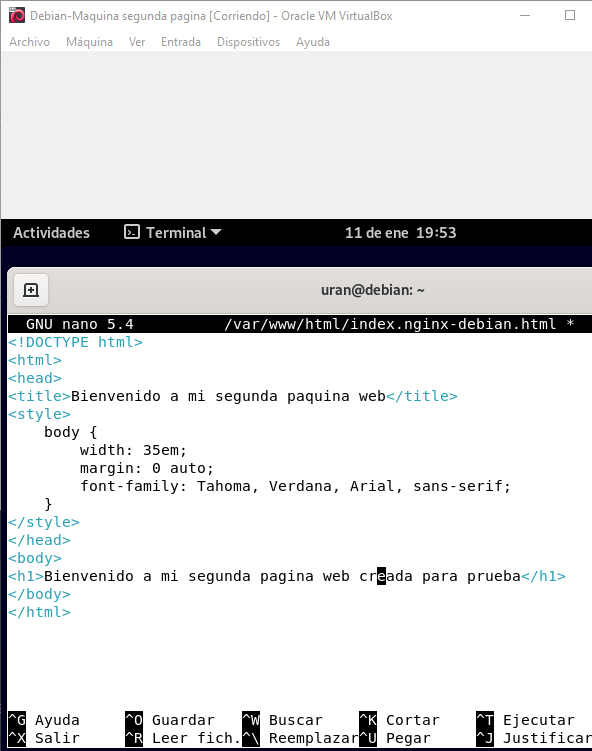 Debian-Maquina segunda pagina [Corriendo] - Oracle VM VirtualBox
Archivo Máquina Ver Entrada Dispositivos Ayuda
Actividades Terminal 11 de ene 19:53
uran@debian: ~
GNU nano 5.4 /var/www/html/index.nginx-debian.html *
<!DOCTYPE html>
<html>
<head>
<title>Bienvenido a mi segunda paquina web</title>
<style>
    body {
        width: 35em;
        margin: 0 auto;
        font-family: Tahoma, Verdana, Arial, sans-serif;
    }
</style>
</head>
<body>
<h1>Bienvenido a mi segunda pagina web creada para prueba</h1>
</body>
</html>
^G Ayuda ^O Guardar ^W Buscar ^K Cortar ^T Ejecutar
^X Salir ^R Leer fich. ^\ Reemplazar ^U Pegar ^J Justificar